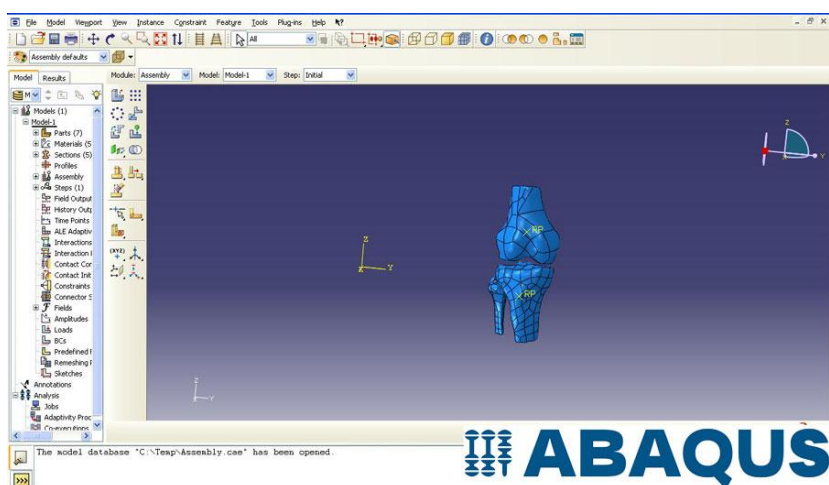 File Model Viewport View Instance Constraint Feature Tools Plug-ins Help
All
Assembly defaults
Model Results Module: Assembly Model: Model-1 Step: Initial
Models (1)
Model-1
Parts (7)
Materials (5
Sections (5)
Profiles
Assembly
Steps (1)
Field Output
History Outp
Time Points
ALE Adaptiv
Interactions
Interaction
Contact Con
Contact Init
Constraints
Connector S
Fields
Amplitudes
Loads
BCs
Predefined F
Remeshing
Sketches
Annotations
Analysis
Jobs
Adaptivity Proc
Co-executions
(XYZ)
Z
Y
X
RP
RP
Z
Y
Z
Y
The model database "C:\Temp\Assembly.cae" has been opened.
>>>
ABAQUS